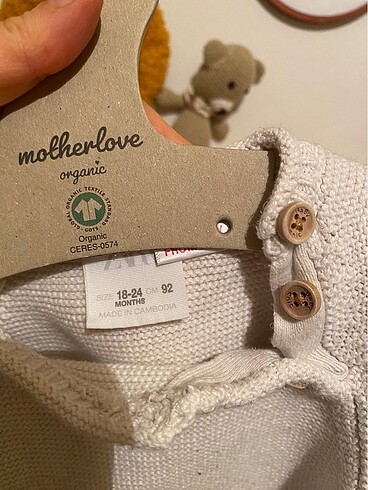 motherlove
organic
GLOBAL ORGANIC TEXTILE STANDARD · GOTS ·
Organic
CERES-0574
SIZE 18-24 CM 92
MONTHS
MADE IN CAMBODIA